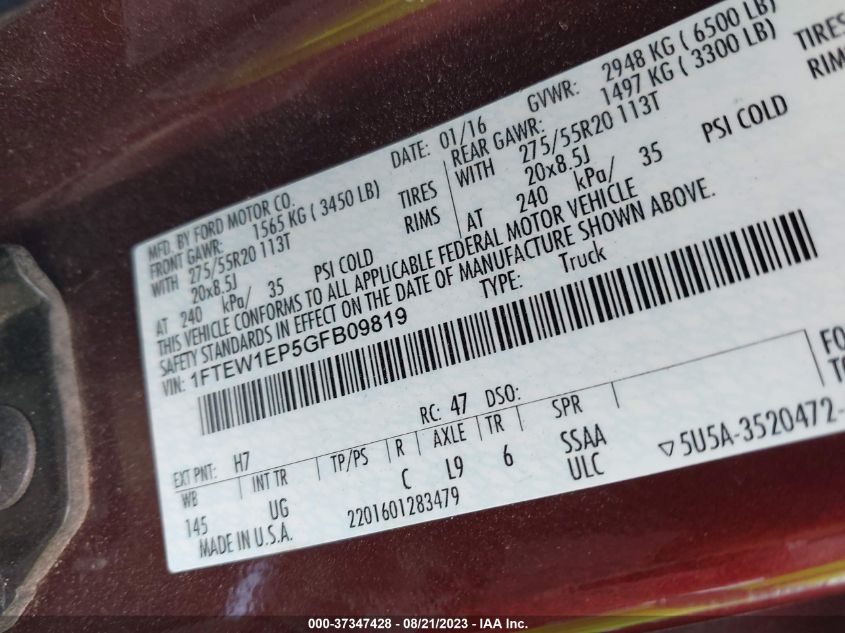 MFD. BY FORD MOTOR CO.
DATE: 01/16
GVWR: 2948 KG ( 6500 LB)
FRONT GAWR: 1565 KG ( 3450 LB)
REAR GAWR: 1497 KG ( 3300 LB)
WITH 275/55R20 113T TIRES
WITH 275/55R20 113T TIRES
20x8.5J RIMS
20x8.5J RIM
AT 240 kPa/ 35 PSI COLD
AT 240 kPa/ 35 PSI COLD
THIS VEHICLE CONFORMS TO ALL APPLICABLE FEDERAL MOTOR VEHICLE
SAFETY STANDARDS IN EFFECT ON THE DATE OF MANUFACTURE SHOWN ABOVE.
VIN: 1FTEW1EP5GFB09819
TYPE: Truck
EXT PNT: H7 RC: 47 DSO:
WB INT TR TP/PS R AXLE TR SPR
145 UG C L9 6 SSAA
ULC
MADE IN U.S.A. 2201601283479
▽5U5A-3520472-
000-37347428 - 08/21/2023 - IAAI.com.